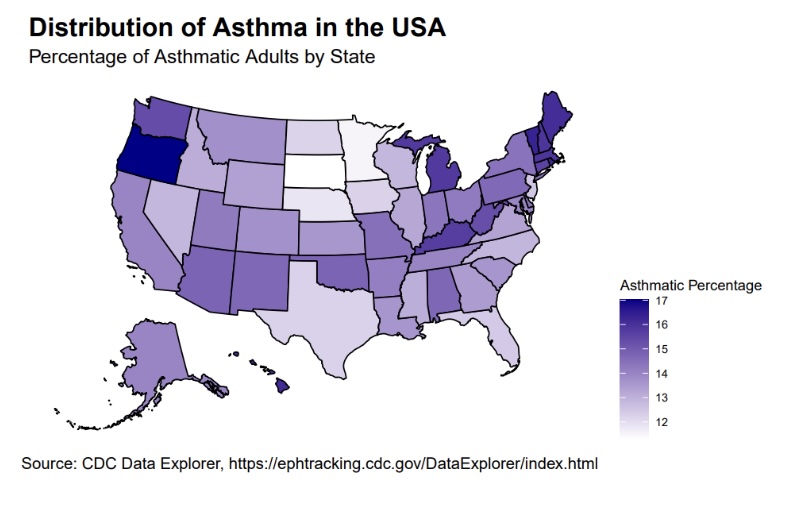 Distribution of Asthma in the USA
Percentage of Asthmatic Adults by State
Asthmatic Percentage
17
16
15
14
13
12
Source: CDC Data Explorer, https://ephtracking.cdc.gov/DataExplorer/index.html